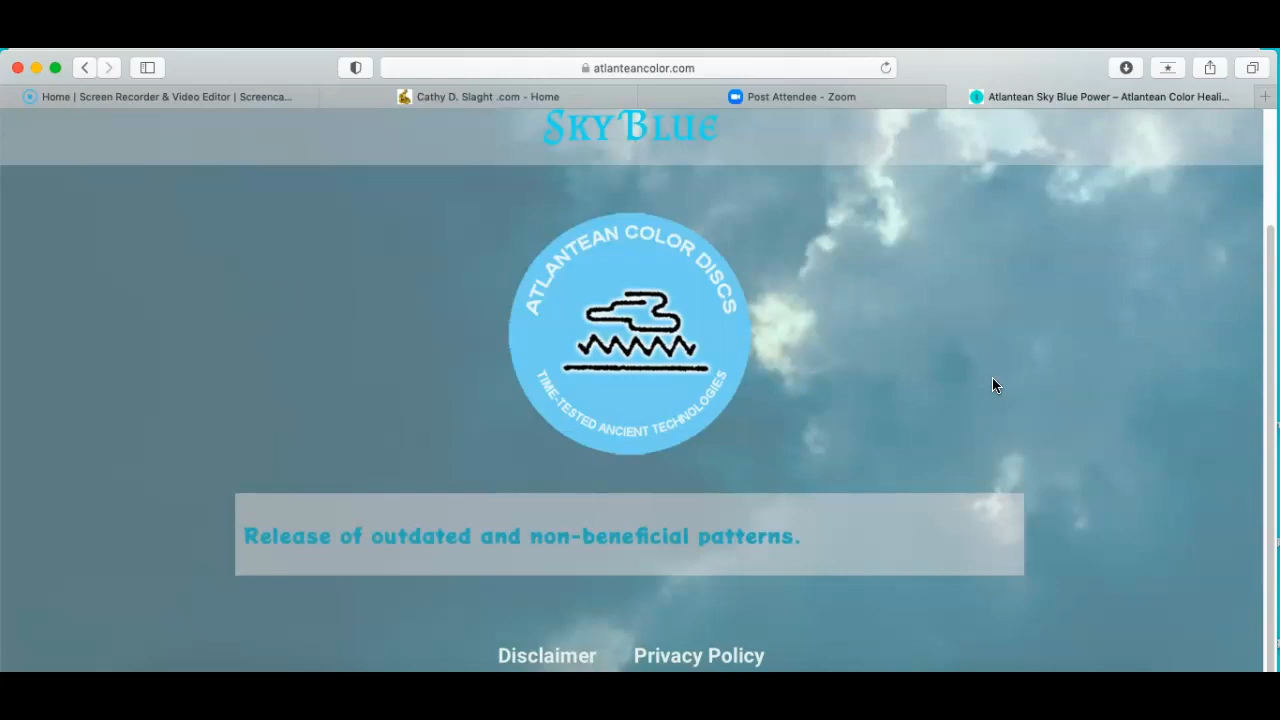 atlanteancolor.com
Home | Screen Recorder & Video Editor | Screenca...
Cathy D. Slaght .com - Home
Post Attendee - Zoom
Atlantean Sky Blue Power – Atlantean Color Heali...
Sky Blue
ATLANTEAN COLOR DISCS
TIME-TESTED ANCIENT TECHNOLOGIES
Release of outdated and non-beneficial patterns.
Disclaimer Privacy Policy